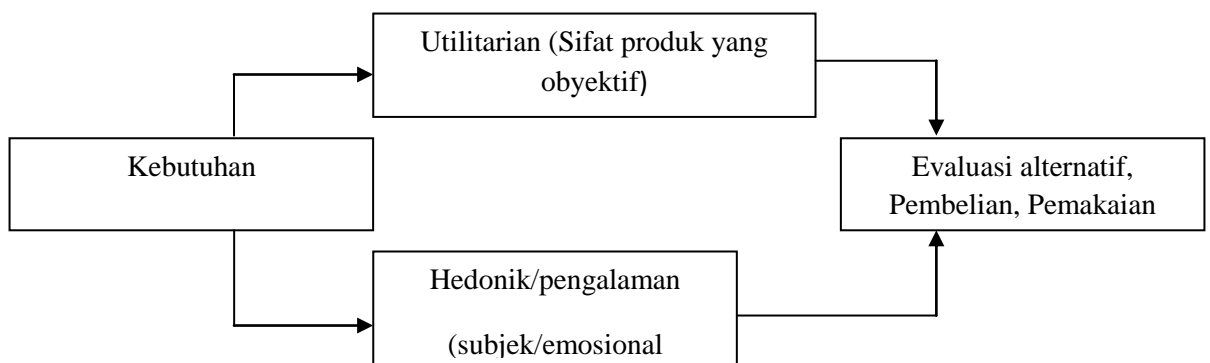 Utilitarian (Sifat produk yang
obyektif)
Kebutuhan
Evaluasi alternatif,
Pembelian, Pemakaian
Hedonik/pengalaman
(subjek/emosional